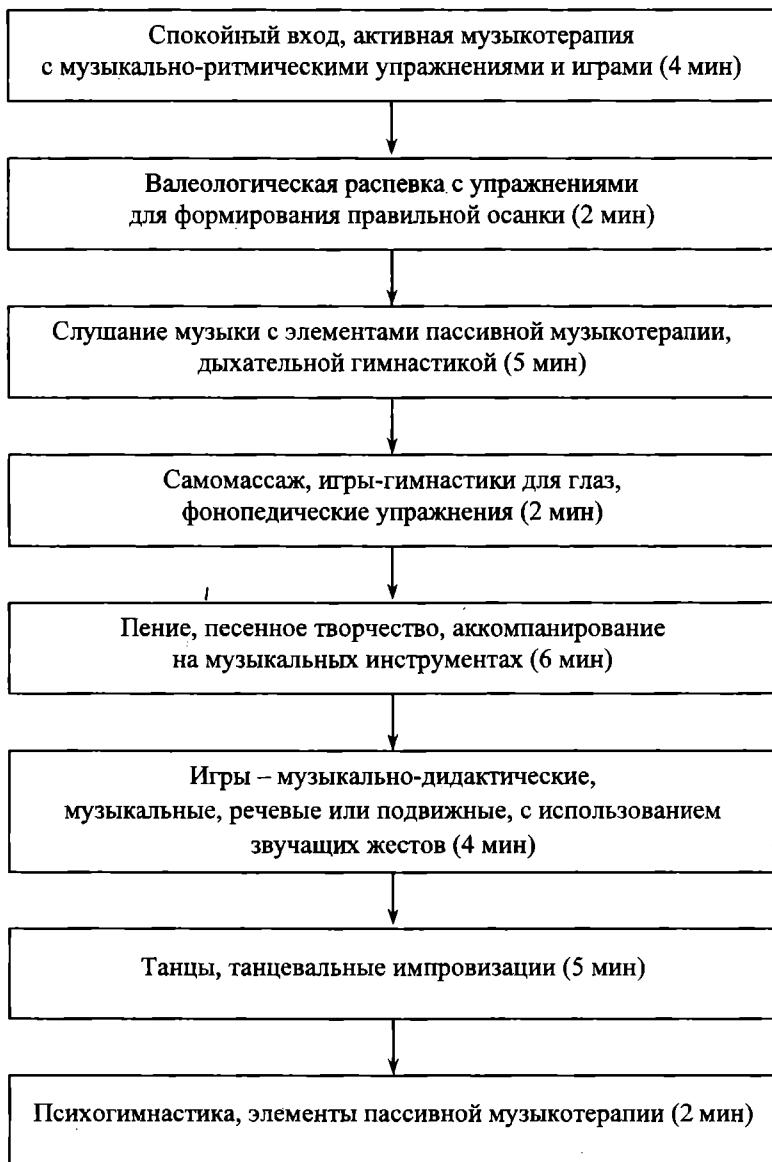 Спокойный вход, активная музыкотерапия
с музыкально-ритмическими упражнениями и играми (4 мин)
Валеологическая распевка с упражнениями
для формирования правильной осанки (2 мин)
Слушание музыки с элементами пассивной музыкотерапии,
дыхательной гимнастикой (5 мин)
Самомассаж, игры-гимнастики для глаз,
фонопедические упражнения (2 мин)
Пение, песенное творчество, аккомпанирование
на музыкальных инструментах (6 мин)
Игры – музыкально-дидактические,
музыкальные, речевые или подвижные, с использованием
звучащих жестов (4 мин)
Танцы, танцевальные импровизации (5 мин)
Психогимнастика, элементы пассивной музыкотерапии (2 мин)